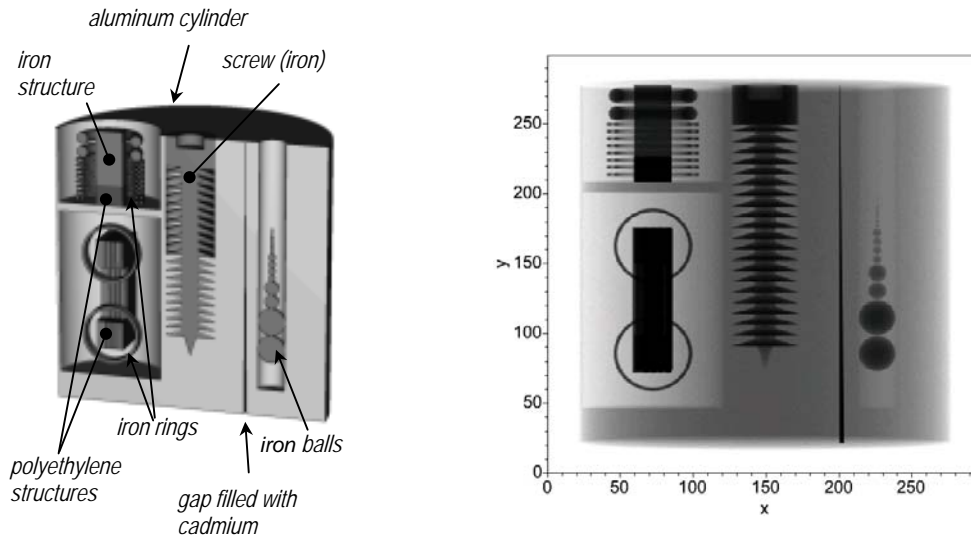 aluminum cylinder
iron
structure
screw (iron)
iron rings
iron balls
polyethylene
structures
gap filled with
cadmium
y
250
200
150
100
50
0
0
50
100
150
200
250
x